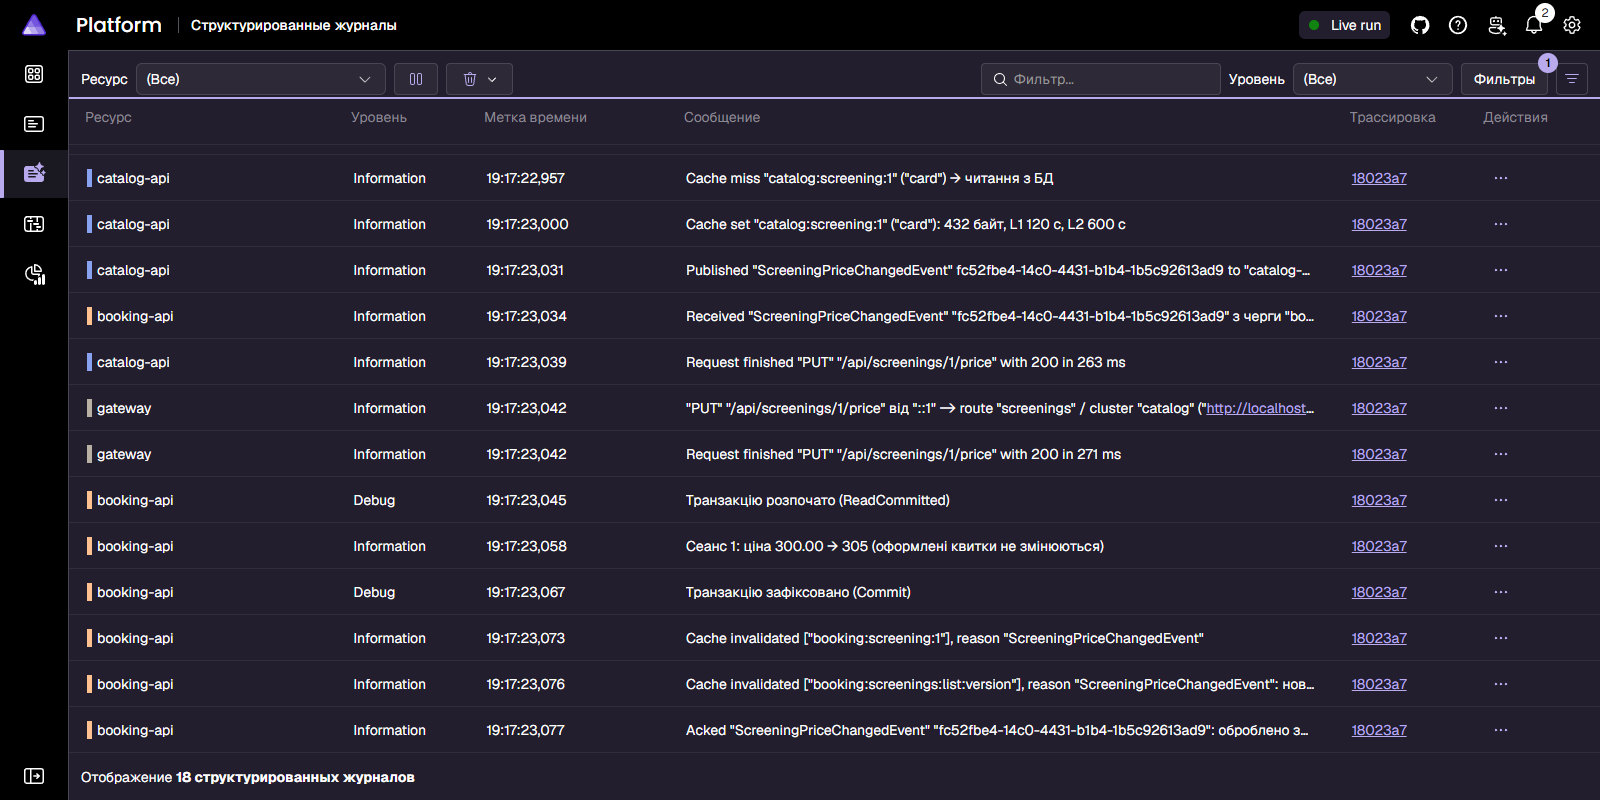 Platform
Структурированные журналы
Live run
2
Ресурс
(Все)
Фильтр...
Уровень
(Все)
Фильтры
1
Ресурс Уровень Метка времени Сообщение Трассировка Действия
catalog-api Information 19:17:22,957 Cache miss "catalog:screening:1" ("card") → читання з БД 18023a7 ...
catalog-api Information 19:17:23,000 Cache set "catalog:screening:1" ("card"): 432 байт, L1 120 с, L2 600 с 18023a7 ...
catalog-api Information 19:17:23,031 Published "ScreeningPriceChangedEvent" fc52fbe4-14c0-4431-b1b4-1b5c92613ad9 to "catalog-... 18023a7 ...
booking-api Information 19:17:23,034 Received "ScreeningPriceChangedEvent" "fc52fbe4-14c0-4431-b1b4-1b5c92613ad9" з черги "bo... 18023a7 ...
catalog-api Information 19:17:23,039 Request finished "PUT" "/api/screenings/1/price" with 200 in 263 ms 18023a7 ...
gateway Information 19:17:23,042 "PUT" "/api/screenings/1/price" від "::1" —> route "screenings" / cluster "catalog" ("http://localhost... 18023a7 ...
gateway Information 19:17:23,042 Request finished "PUT" "/api/screenings/1/price" with 200 in 271 ms 18023a7 ...
booking-api Debug 19:17:23,045 Транзакцію розпочато (ReadCommitted) 18023a7 ...
booking-api Information 19:17:23,058 Сеанс 1: ціна 300.00 → 305 (оформлені квитки не змінюються) 18023a7 ...
booking-api Debug 19:17:23,067 Транзакцію зафіксовано (Commit) 18023a7 ...
booking-api Information 19:17:23,073 Cache invalidated ["booking:screening:1"], reason "ScreeningPriceChangedEvent" 18023a7 ...
booking-api Information 19:17:23,076 Cache invalidated ["booking:screenings:list:version"], reason "ScreeningPriceChangedEvent": нов... 18023a7 ...
booking-api Information 19:17:23,077 Acked "ScreeningPriceChangedEvent" "fc52fbe4-14c0-4431-b1b4-1b5c92613ad9": оброблено з... 18023a7 ...
Отображение 18 структурированных журналов